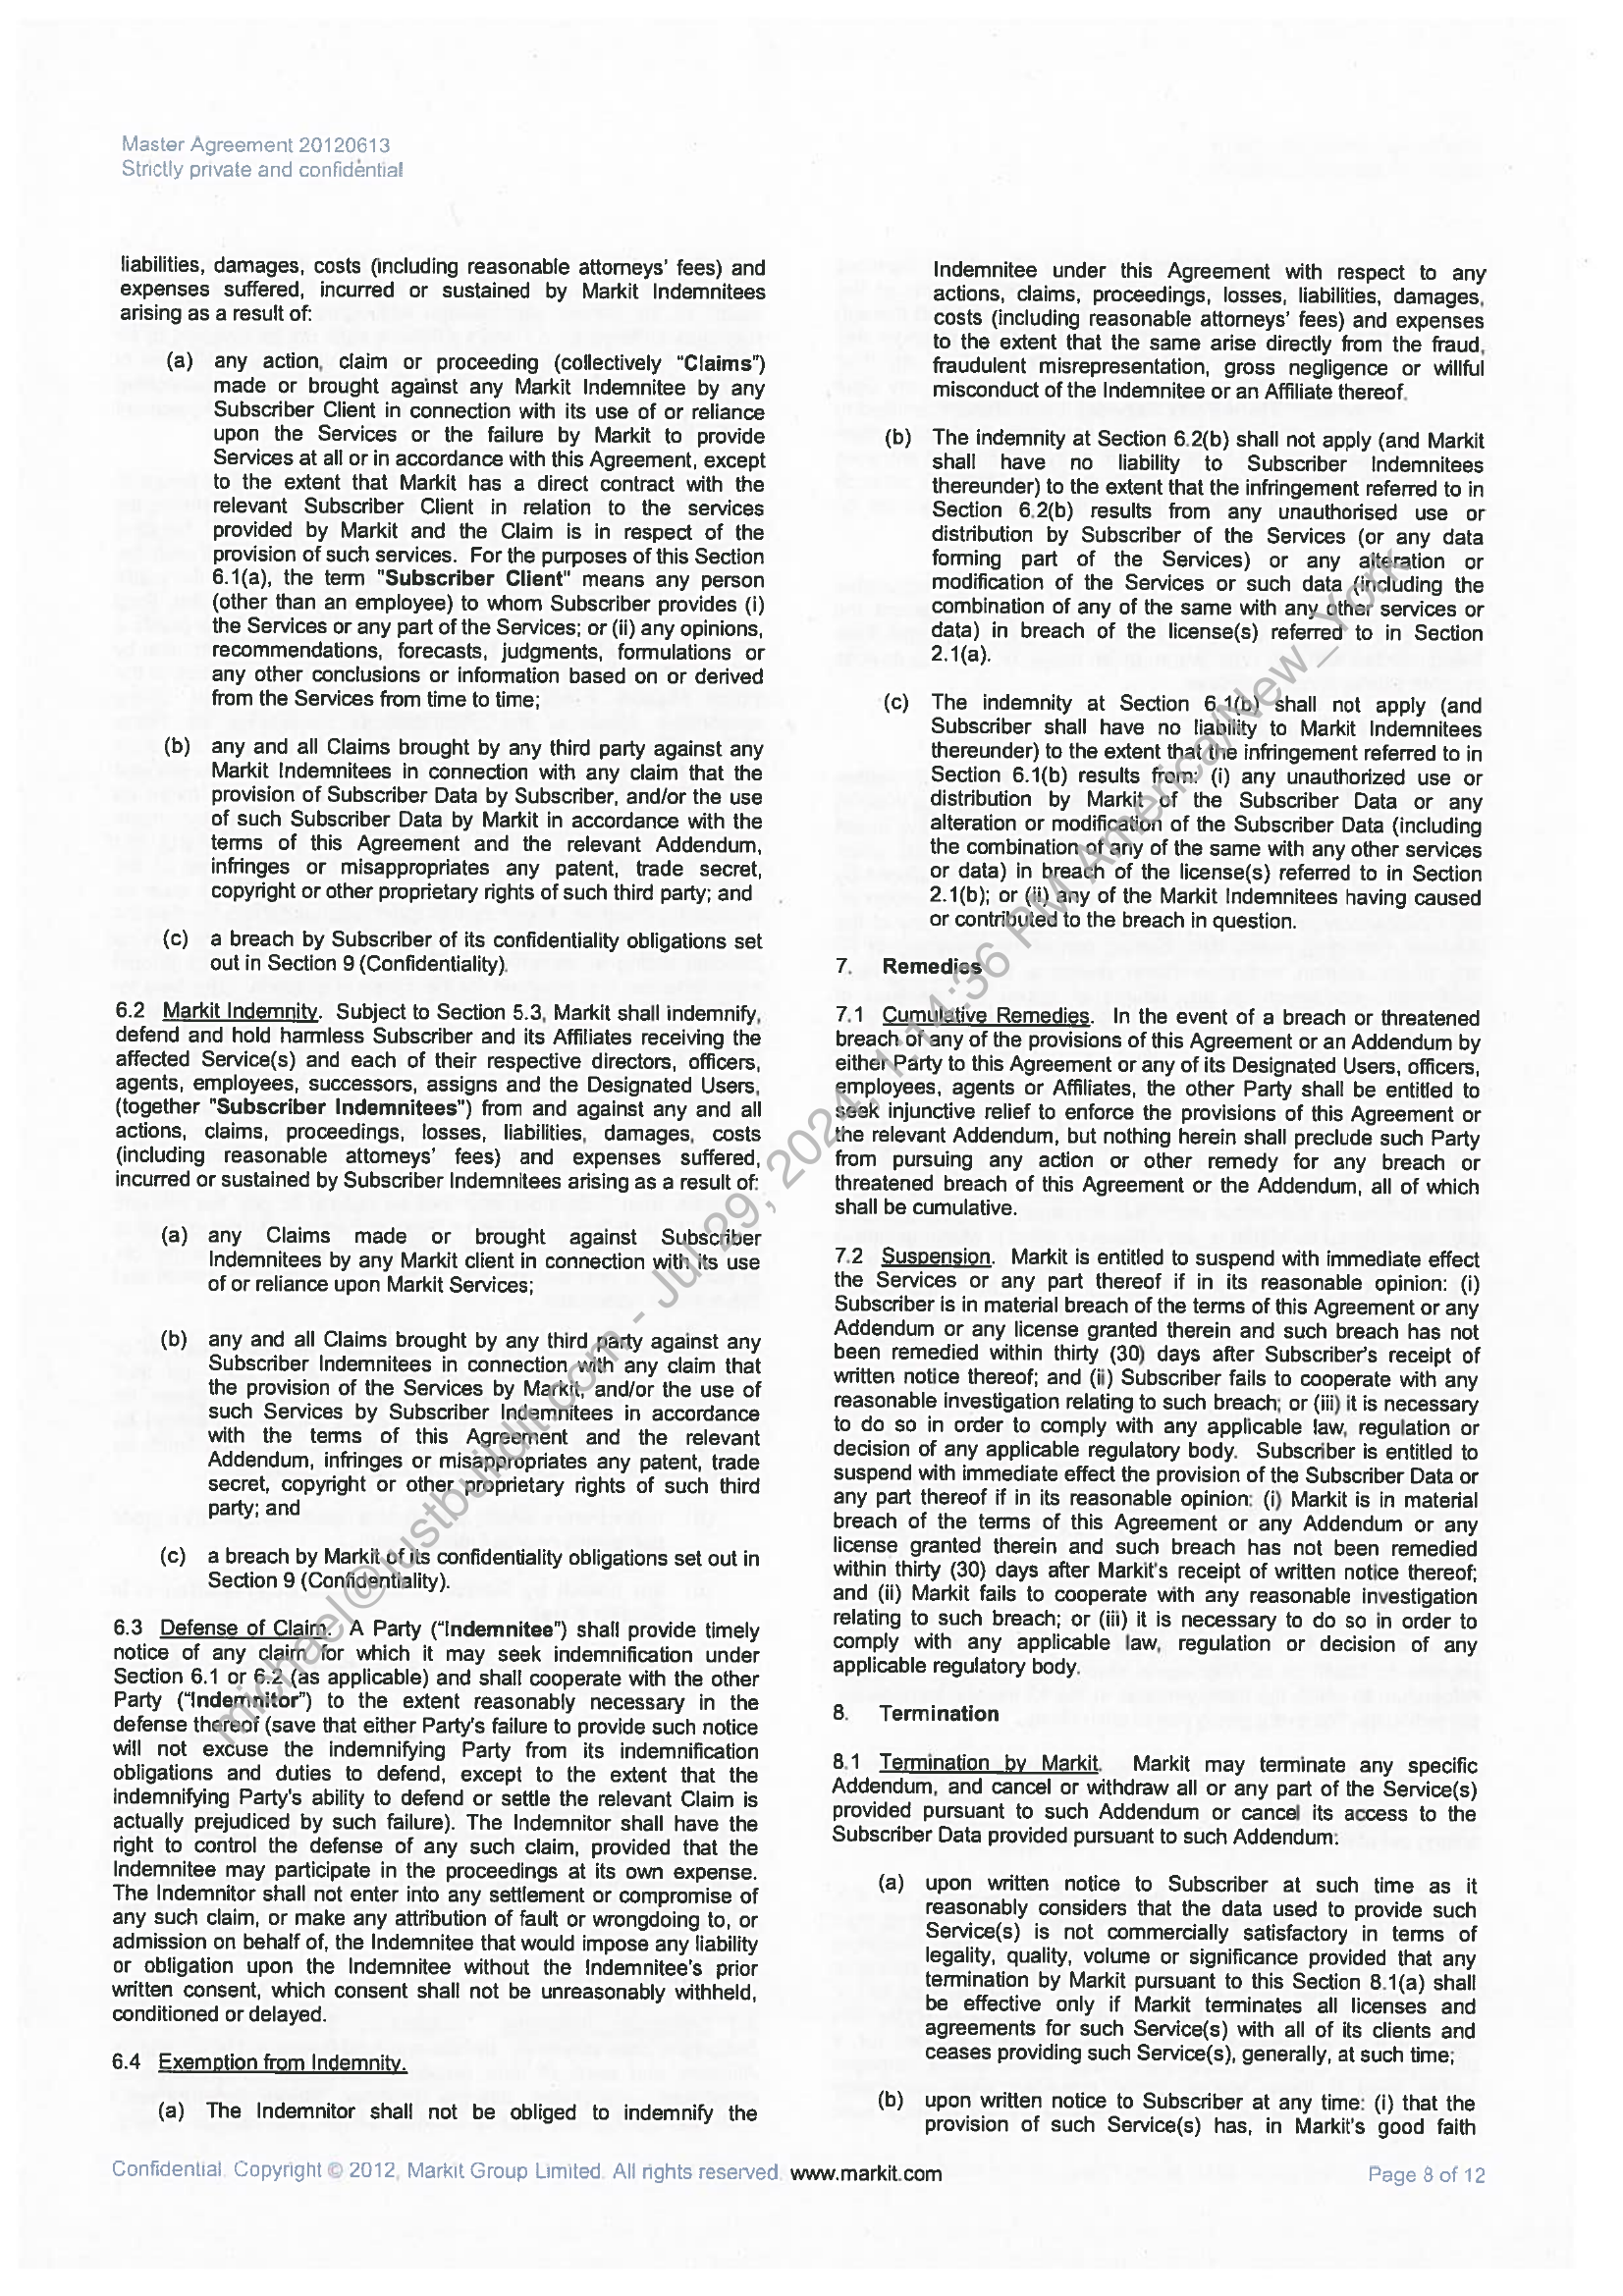 Master Agreement 20120613
Strictly private and confidential
liabilities, damages, costs (including reasonable attorneys' fees) and
expenses suffered, incurred or sustained by Markit Indemnitees
arising as a result of:
(a) any action, claim or proceeding (collectively “Claims”)
made or brought against any Markit Indemnitee by any
Subscriber Client in connection with its use of or reliance
upon the Services or the failure by Markit to provide
Services at all or in accordance with this Agreement, except
to the extent that Markit has a direct contract with the
relevant Subscriber Client in relation to the services
provided by Markit and the Claim is in respect of the
provision of such services. For the purposes of this Section
6.1(a), the term "Subscriber Client" means any person
(other than an employee) to whom Subscriber provides (i)
the Services or any part of the Services; or (ii) any opinions,
recommendations, forecasts, judgments, formulations or
any other conclusions or information based on or derived
from the Services from time to time;
(b) any and all Claims brought by any third party against any
Markit Indemnitees in connection with any claim that the
provision of Subscriber Data by Subscriber, and/or the use
of such Subscriber Data by Markit in accordance with the
terms of this Agreement and the relevant Addendum,
infringes or misappropriates any patent, trade secret,
copyright or other proprietary rights of such third party; and
(c) a breach by Subscriber of its confidentiality obligations set
out in Section 9 (Confidentiality).
6.2 Markit Indemnity. Subject to Section 5.3, Markit shall indemnify,
defend and hold harmless Subscriber and its Affiliates receiving the
affected Service(s) and each of their respective directors, officers,
agents, employees, successors, assigns and the Designated Users,
(together "Subscriber Indemnitees") from and against any and all
actions, claims, proceedings, losses, liabilities, damages, costs
(including reasonable attorneys' fees) and expenses suffered,
incurred or sustained by Subscriber Indemnitees arising as a result of:
(a) any Claims made or brought against Subscriber
Indemnitees by any Markit client in connection with its use
of or reliance upon Markit Services;
(b) any and all Claims brought by any third party against any
Subscriber Indemnitees in connection with any claim that
the provision of the Services by Markit, and/or the use of
such Services by Subscriber Indemnitees in accordance
with the terms of this Agreement and the relevant
Addendum, infringes or misappropriates any patent, trade
secret, copyright or other proprietary rights of such third
party; and
(c) a breach by Markit of its confidentiality obligations set out in
Section 9 (Confidentiality).
6.3 Defense of Claim. A Party (“Indemnitee”) shall provide timely
notice of any claim for which it may seek indemnification under
Section 6.1 or 6.2 (as applicable) and shall cooperate with the other
Party (“Indemnitor”) to the extent reasonably necessary in the
defense thereof (save that either Party's failure to provide such notice
will not excuse the indemnifying Party from its indemnification
obligations and duties to defend, except to the extent that the
indemnifying Party's ability to defend or settle the relevant Claim is
actually prejudiced by such failure). The Indemnitor shall have the
right to control the defense of any such claim, provided that the
Indemnitee may participate in the proceedings at its own expense.
The Indemnitor shall not enter into any settlement or compromise of
any such claim, or make any attribution of fault or wrongdoing to, or
admission on behalf of, the Indemnitee that would impose any liability
or obligation upon the Indemnitee without the Indemnitee's prior
written consent, which consent shall not be unreasonably withheld,
conditioned or delayed.
6.4 Exemption from Indemnity.
(a) The Indemnitor shall not be obliged to indemnify the
Indemnitee under this Agreement with respect to any
actions, claims, proceedings, losses, liabilities, damages,
costs (including reasonable attorneys' fees) and expenses
to the extent that the same arise directly from the fraud,
fraudulent misrepresentation, gross negligence or willful
misconduct of the Indemnitee or an Affiliate thereof.
(b) The indemnity at Section 6.2(b) shall not apply (and Markit
shall have no liability to Subscriber Indemnitees
thereunder) to the extent that the infringement referred to in
Section 6.2(b) results from any unauthorised use or
distribution by Subscriber of the Services (or any data
forming part of the Services) or any alteration or
modification of the Services or such data (including the
combination of any of the same with any other services or
data) in breach of the license(s) referred to in Section
2.1(a).
(c) The indemnity at Section 6.1(b) shall not apply (and
Subscriber shall have no liability to Markit Indemnitees
thereunder) to the extent that the infringement referred to in
Section 6.1(b) results from: (i) any unauthorized use or
distribution by Markit of the Subscriber Data or any
alteration or modification of the Subscriber Data (including
the combination of any of the same with any other services
or data) in breach of the license(s) referred to in Section
2.1(b); or (ii) any of the Markit Indemnitees having caused
or contributed to the breach in question.
7. Remedies
7.1 Cumulative Remedies. In the event of a breach or threatened
breach of any of the provisions of this Agreement or an Addendum by
either Party to this Agreement or any of its Designated Users, officers,
employees, agents or Affiliates, the other Party shall be entitled to
seek injunctive relief to enforce the provisions of this Agreement or
the relevant Addendum, but nothing herein shall preclude such Party
from pursuing any action or other remedy for any breach or
threatened breach of this Agreement or the Addendum, all of which
shall be cumulative.
7.2 Suspension. Markit is entitled to suspend with immediate effect
the Services or any part thereof if in its reasonable opinion: (i)
Subscriber is in material breach of the terms of this Agreement or any
Addendum or any license granted therein and such breach has not
been remedied within thirty (30) days after Subscriber's receipt of
written notice thereof; and (ii) Subscriber fails to cooperate with any
reasonable investigation relating to such breach; or (iii) it is necessary
to do so in order to comply with any applicable law, regulation or
decision of any applicable regulatory body. Subscriber is entitled to
suspend with immediate effect the provision of the Subscriber Data or
any part thereof if in its reasonable opinion: (i) Markit is in material
breach of the terms of this Agreement or any Addendum or any
license granted therein and such breach has not been remedied
within thirty (30) days after Markit's receipt of written notice thereof;
and (ii) Markit fails to cooperate with any reasonable investigation
relating to such breach; or (iii) it is necessary to do so in order to
comply with any applicable law, regulation or decision of any
applicable regulatory body.
8. Termination
8.1 Termination by Markit. Markit may terminate any specific
Addendum, and cancel or withdraw all or any part of the Service(s)
provided pursuant to such Addendum or cancel its access to the
Subscriber Data provided pursuant to such Addendum:
(a) upon written notice to Subscriber at such time as it
reasonably considers that the data used to provide such
Service(s) is not commercially satisfactory in terms of
legality, quality, volume or significance provided that any
termination by Markit pursuant to this Section 8.1(a) shall
be effective only if Markit terminates all licenses and
agreements for such Service(s) with all of its clients and
ceases providing such Service(s), generally, at such time;
(b) upon written notice to Subscriber at any time: (i) that the
provision of such Service(s) has, in Markit's good faith
Confidential. Copyright © 2012, Markit Group Limited. All rights reserved. www.markit.com
Page 8 of 12
michael@justbuildit.com - Jul 29, 2024, 1:14:36 PM America/New_York